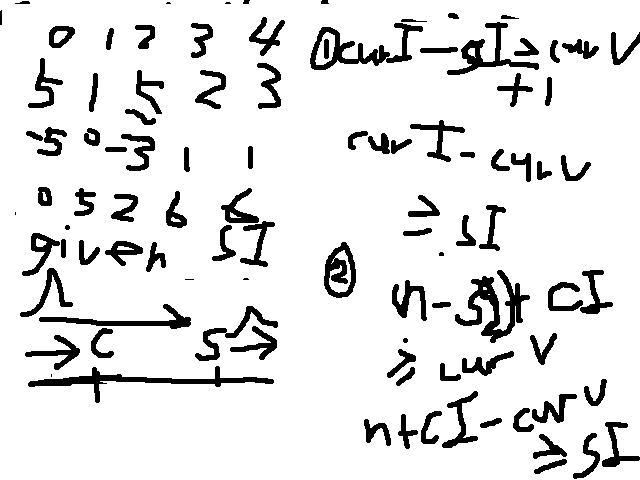 0 1 2 3 4
5 1 5 2 3
-5 0 -3 1 1
0 5 2 6 6
given SI
→ C S →
① curI - SI ≥ curV
+1
curI - curV
≥ SI
②
(n - SI) + CI
≥ curV
n + CI - curV
≥ SI